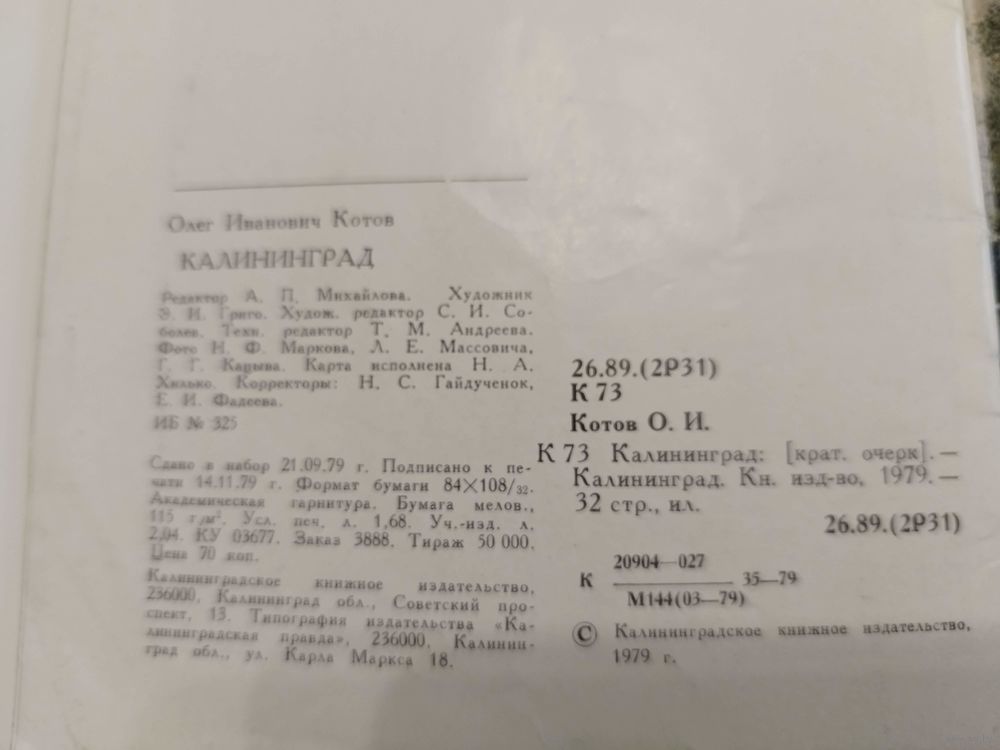 Олег Иванович Котов
КАЛИНИНГРАД
Редактор А. П. Михайлова. Художник
Э. И. Григо. Худож. редактор С. И. Со-
болев. Техн. редактор Т. М. Андреева.
Фото Н. Ф. Маркова, Л. Е. Массовича,
Г. Г. Карыва. Карта исполнена Н. А.
Хилько. Корректоры: Н. С. Гайдученок,
Е. И. Фадеева.
ИБ № 325
Сдано в набор 21.09.79 г. Подписано к пе-
чати 14.11.79 г. Формат бумаги 84×108/32.
Академическая гарнитура. Бумага мелов.,
115 г/м². Усл. печ. л. 1,68. Уч.-изд. л.
2,04. КУ 03677. Заказ 3888. Тираж 50 000.
Цена 70 коп.
Калининградское книжное издательство,
236000, Калининград обл., Советский про-
спект, 13. Типография издательства «Ка-
лининградская правда», 236000, Калинин-
град обл., ул. Карла Маркса 18.
26.89.(2Р31)
К 73
Котов О. И.
К 73 Калининград: [крат. очерк]. —
Калининград. Кн. изд-во, 1979. —
32 стр., ил.
26.89.(2Р31)
20904—027
К 35—79
М144(03—79)
© Калининградское книжное издательство,
1979 г.